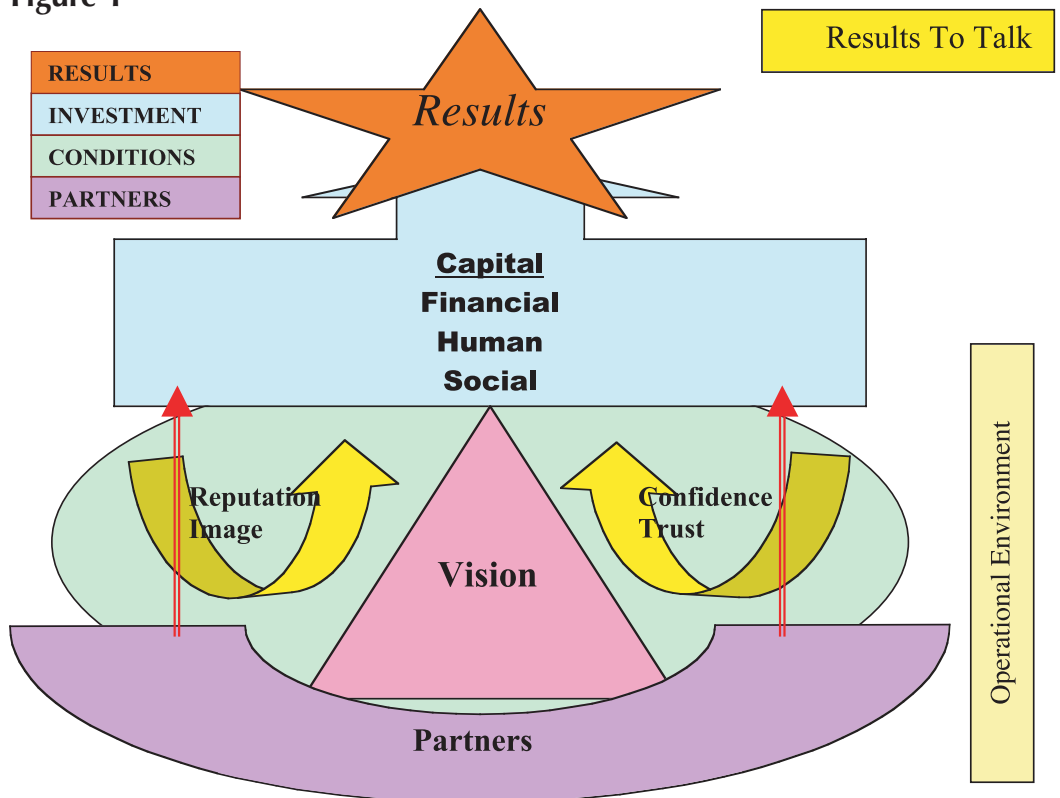 Figure 1
Results To Talk
RESULTS
INVESTMENT
CONDITIONS
PARTNERS
Results
Capital
Financial
Human
Social
Reputation
Image
Confidence
Trust
Vision
Partners
Operational Environment